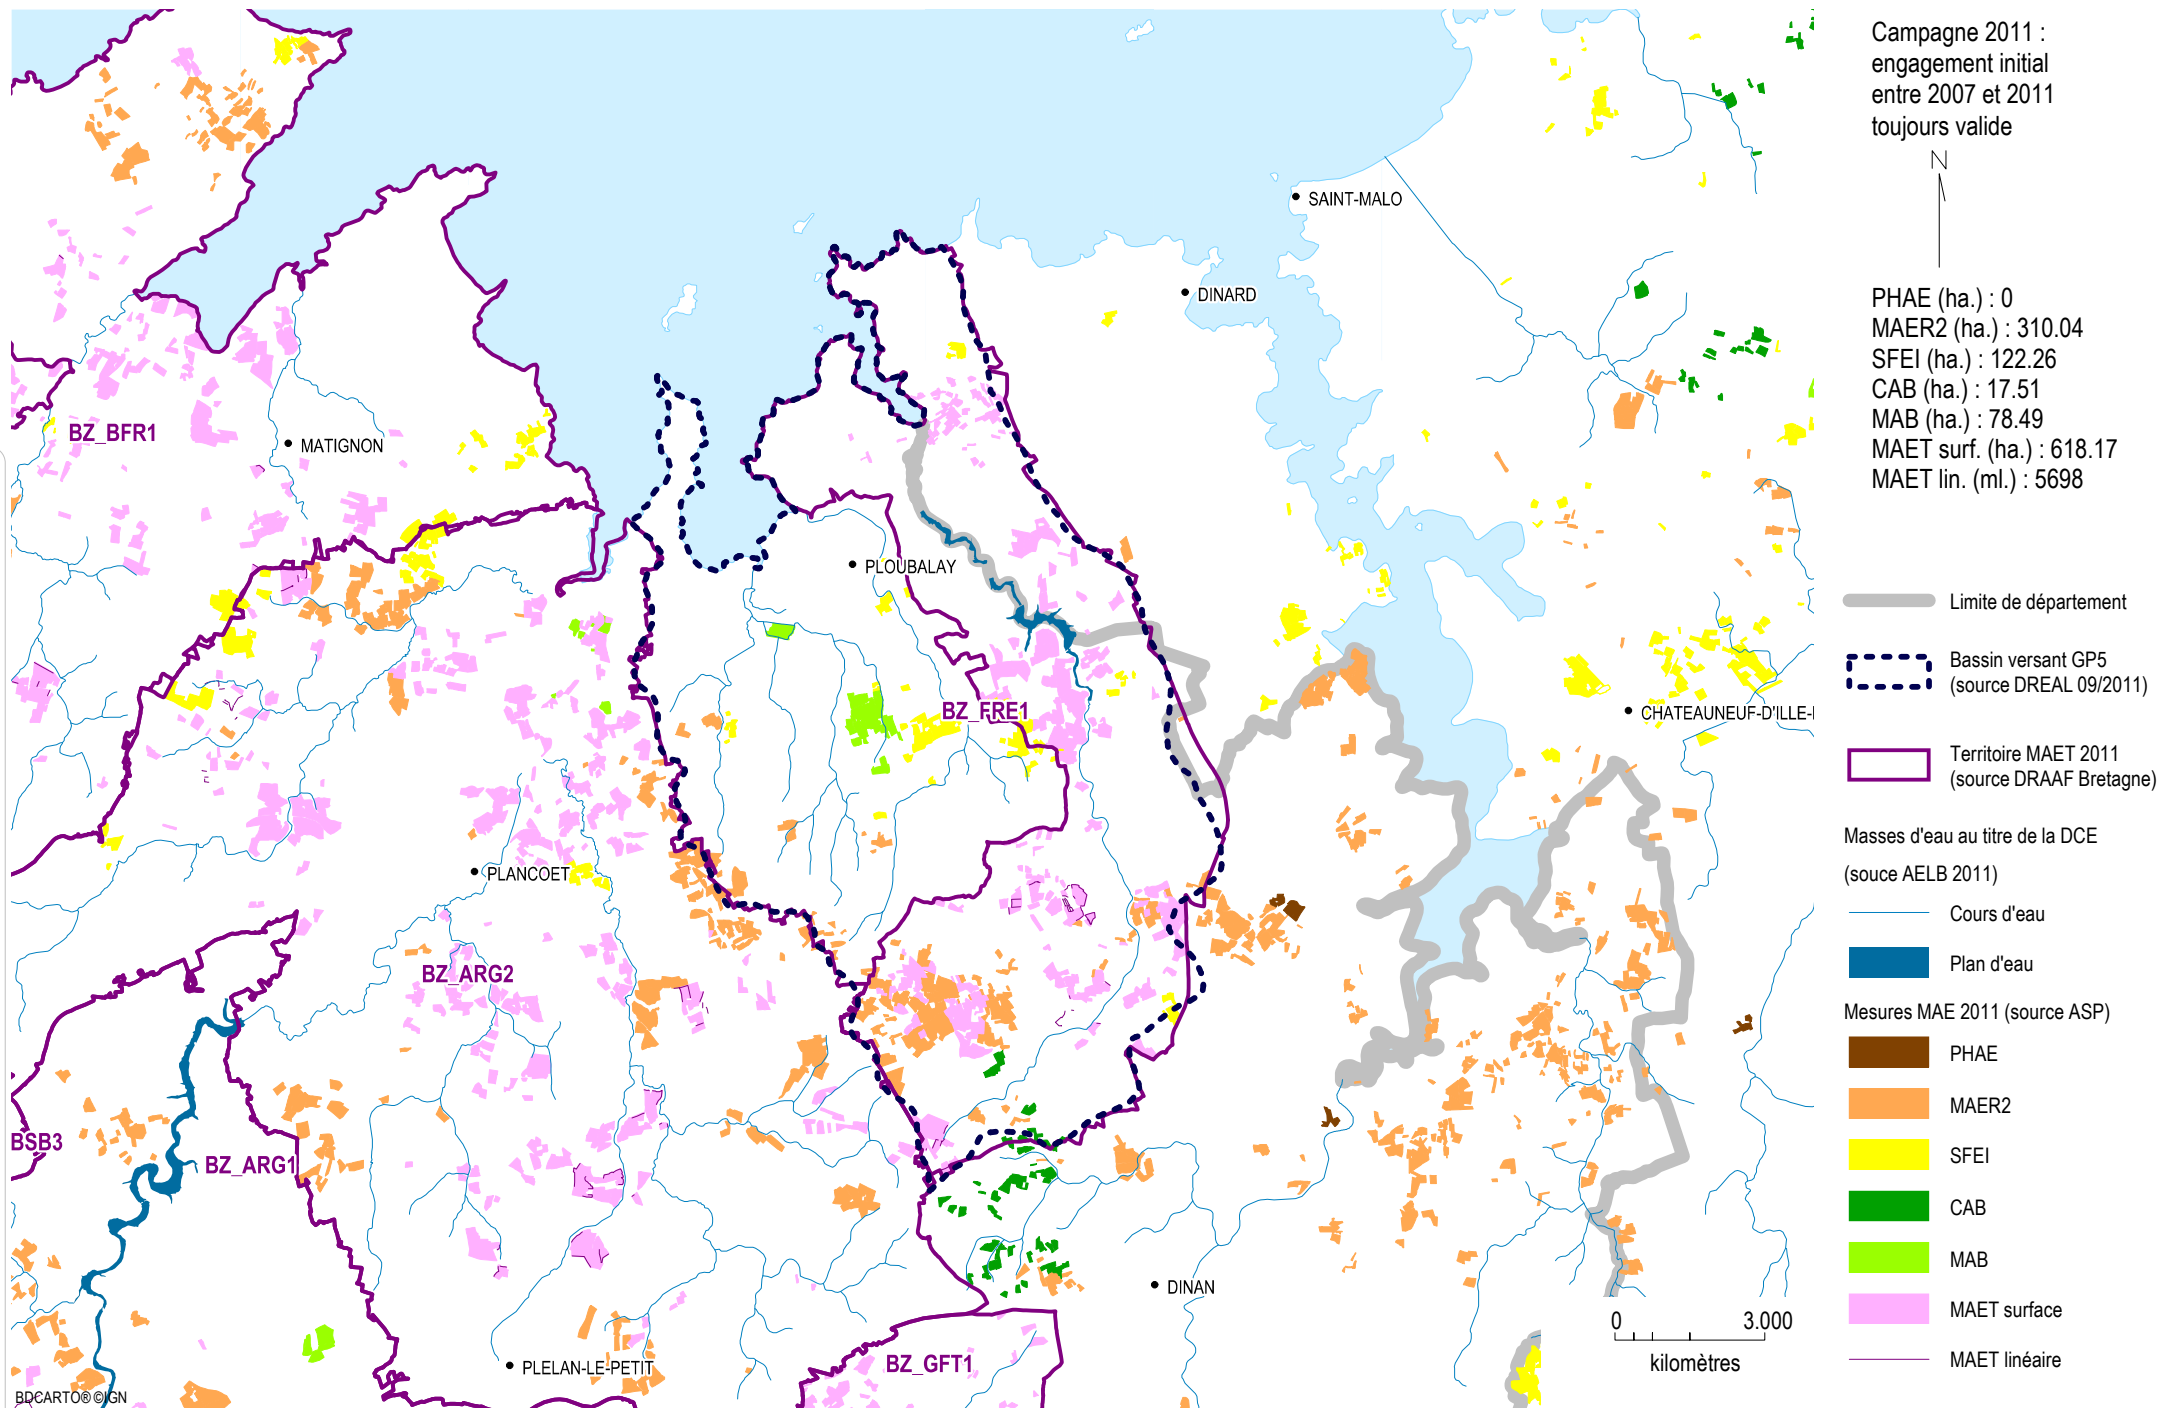 Campagne 2011 :
engagement initial
entre 2007 et 2011
toujours valide
N
PHAE (ha.) : 0
MAER2 (ha.) : 310.04
SFEI (ha.) : 122.26
CAB (ha.) : 17.51
MAB (ha.) : 78.49
MAET surf. (ha.) : 618.17
MAET lin. (ml.) : 5698
Limite de département
Bassin versant GP5
(source DREAL 09/2011)
Territoire MAET 2011
(source DRAAF Bretagne)
Masses d'eau au titre de la DCE
(souce AELB 2011)
Cours d'eau
Plan d'eau
Mesures MAE 2011 (source ASP)
PHAE
MAER2
SFEI
CAB
MAB
MAET surface
MAET linéaire
SAINT-MALO
DINARD
BZ_BFR1
MATIGNON
PLOUBALAY
BZ_FRE1
CHATEAUNEUF-D'ILLE-
PLANCOET
BZ_ARG2
BSB3
BZ_ARG1
DINAN
PLELAN-LE-PETIT
BZ_GFT1
0 3.000
kilomètres
BDCARTO® ©IGN